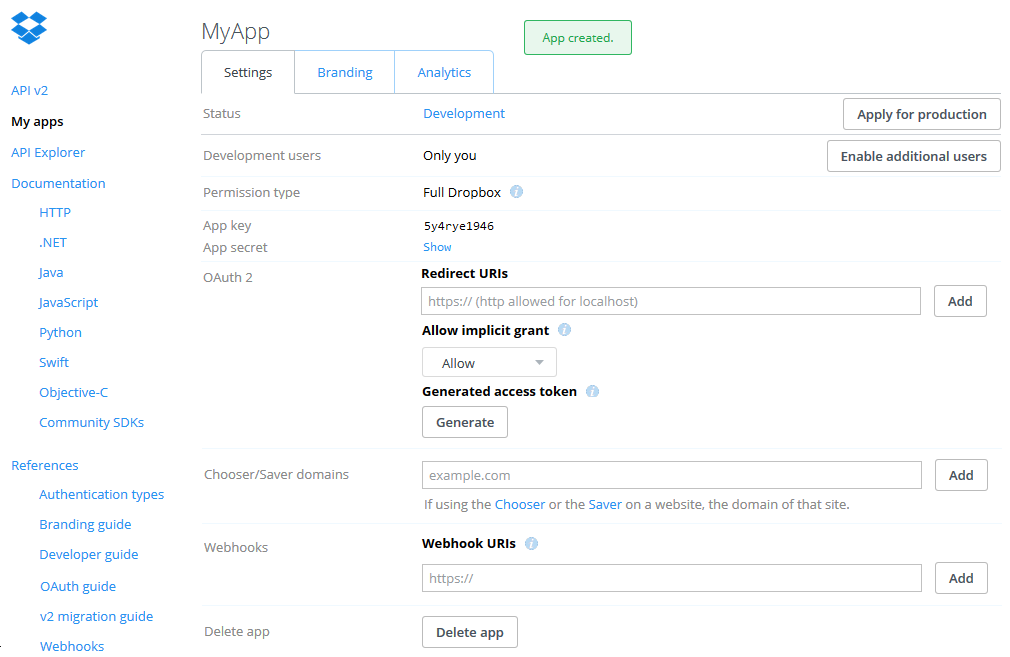 MyApp
App created.
Settings Branding Analytics
API v2
My apps
API Explorer
Documentation
HTTP
.NET
Java
JavaScript
Python
Swift
Objective-C
Community SDKs
References
Authentication types
Branding guide
Developer guide
OAuth guide
v2 migration guide
Webhooks
Status Development Apply for production
Development users Only you Enable additional users
Permission type Full Dropbox i
App key 5y4rye1946
App secret Show
OAuth 2 Redirect URIs
https:// (http allowed for localhost) Add
Allow implicit grant i
Allow
Generated access token i
Generate
Chooser/Saver domains example.com Add
If using the Chooser or the Saver on a website, the domain of that site.
Webhooks Webhook URIs i
https:// Add
Delete app Delete app